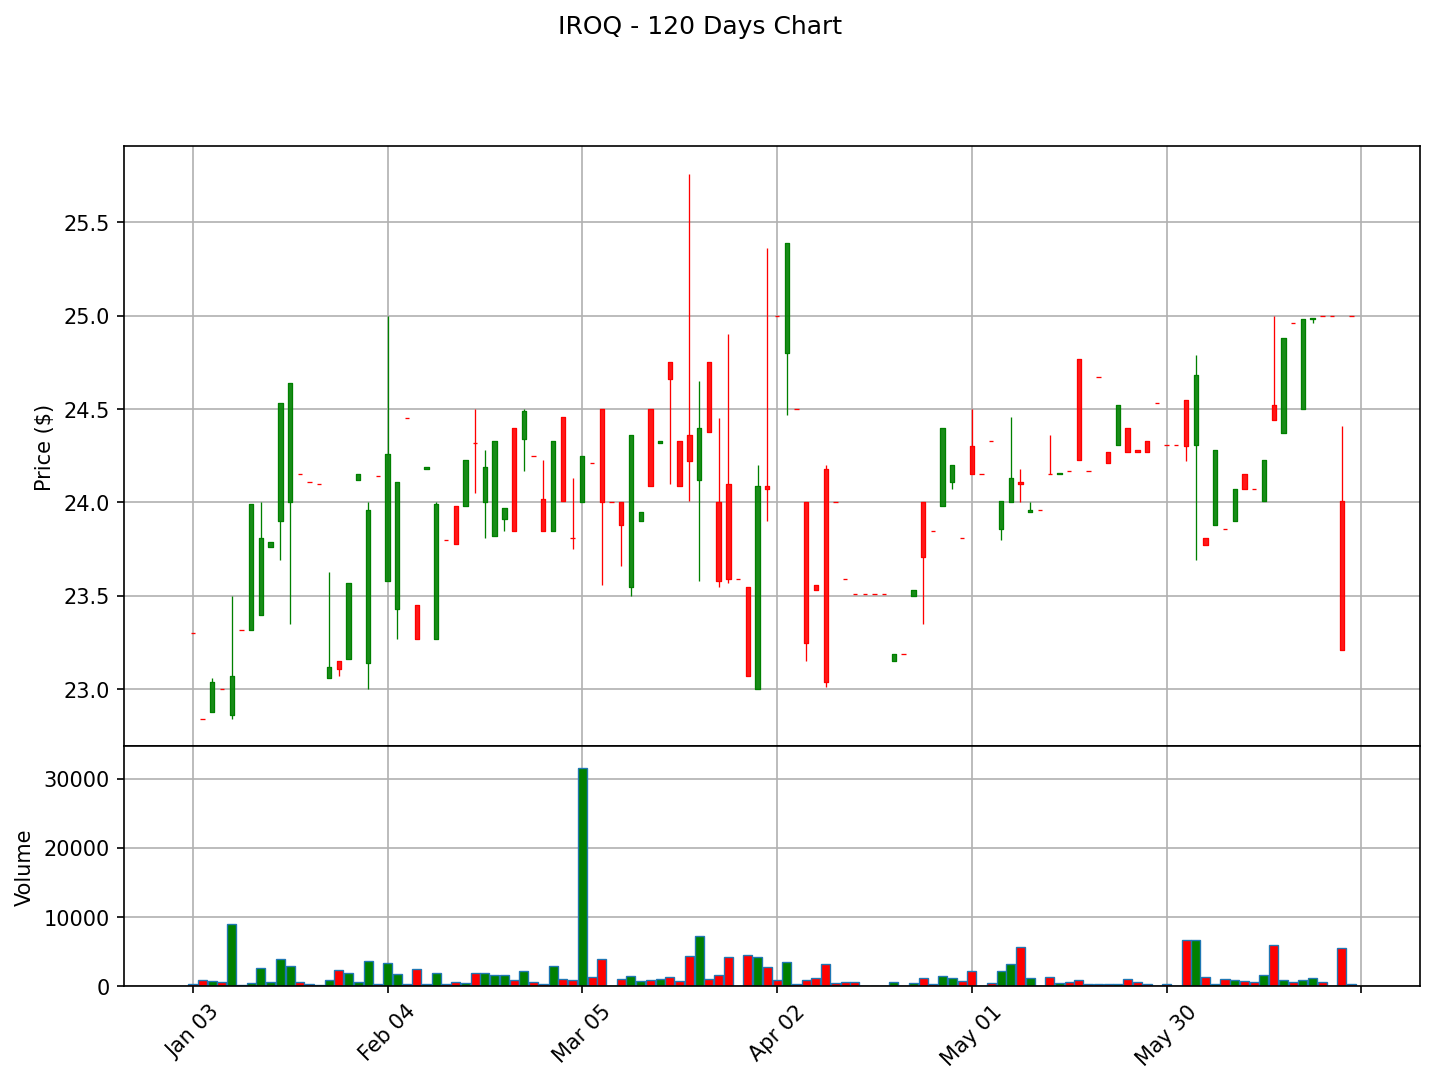 IROQ - 120 Days Chart
Price ($)
25.5
25.0
24.5
24.0
23.5
23.0
Volume
30000
20000
10000
0
Jan 03
Feb 04
Mar 05
Apr 02
May 01
May 30